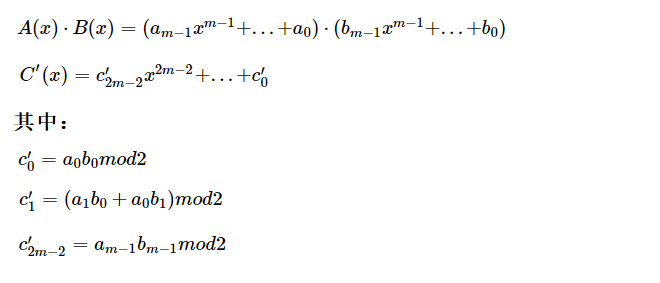 A(x)·B(x) = (a_{m−1}x^{m−1}+...+a_0)·(b_{m−1}x^{m−1}+...+b_0)
C′(x) = c′_{2m−2}x^{2m−2}+...+c′_0
其中：
c′_0 = a_0b_0mod2
c′_1 = (a_1b_0 + a_0b_1)mod2
c′_{2m−2} = a_{m−1}b_{m−1}mod2